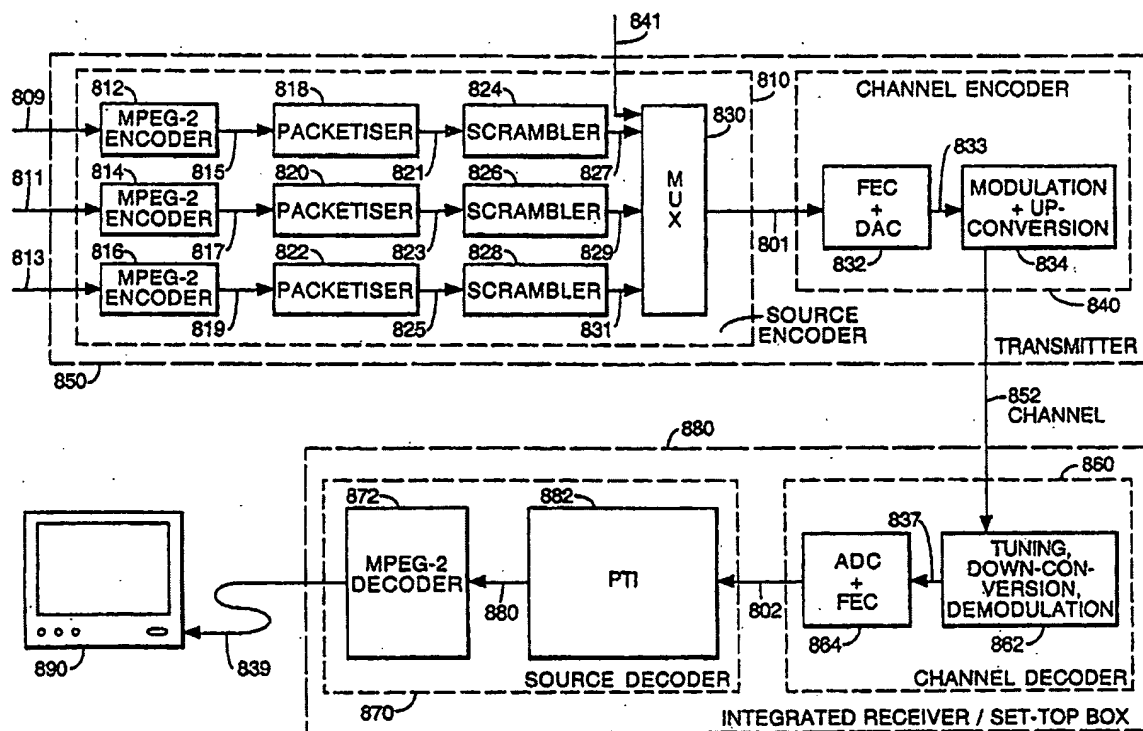 841
809
812
MPEG-2
ENCODER
815
818
PACKETISER
821
824
SCRAMBLER
827
810
830
MUX
811
814
MPEG-2
ENCODER
817
820
PACKETISER
823
826
SCRAMBLER
829
813
816
MPEG-2
ENCODER
819
822
PACKETISER
825
828
SCRAMBLER
831
SOURCE
ENCODER
801
CHANNEL ENCODER
FEC
+
DAC
832
833
MODULATION
+ UP-
CONVERSION
834
840
850
TRANSMITTER
852
CHANNEL
880
860
872
MPEG-2
DECODER
882
PTI
880
802
ADC
+
FEC
864
837
TUNING,
DOWN-CON-
VERSION,
DEMODULATION
862
890
839
870
SOURCE DECODER
CHANNEL DECODER
INTEGRATED RECEIVER / SET-TOP BOX